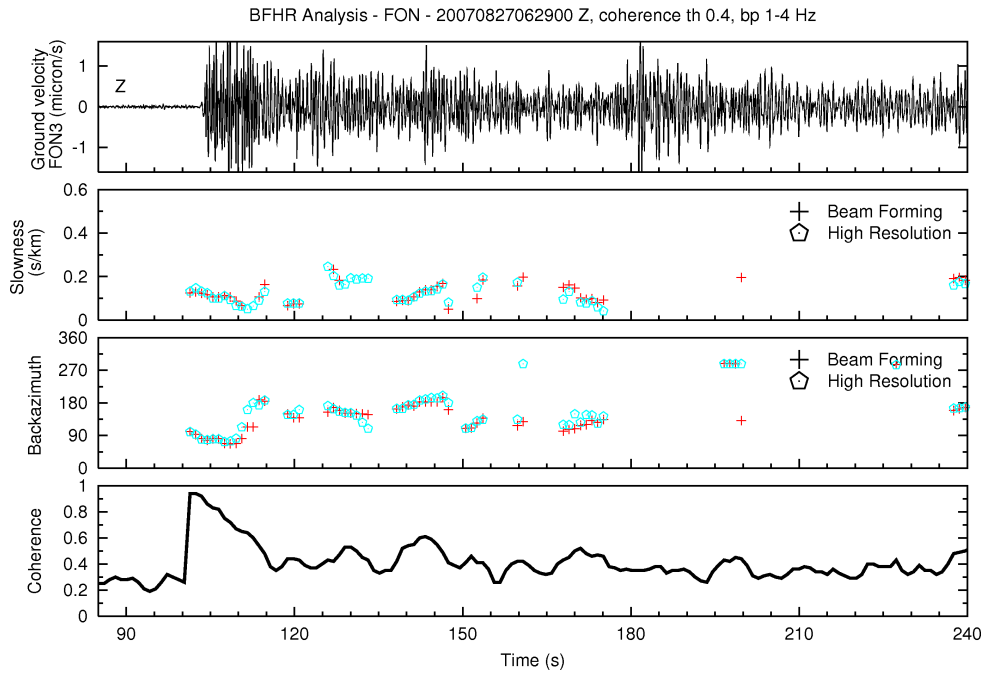 BFHR Analysis - FON - 20070827062900 Z, coherence th 0.4, bp 1-4 Hz
Ground velocity
FON3 (micron/s)
1
0
-1
Z
Slowness
(s/km)
0.6
0.4
0.2
0
Beam Forming
High Resolution
Backazimuth
360
270
180
90
0
Beam Forming
High Resolution
Coherence
1
0.8
0.6
0.4
0.2
0
90 120 150 180 210 240
Time (s)